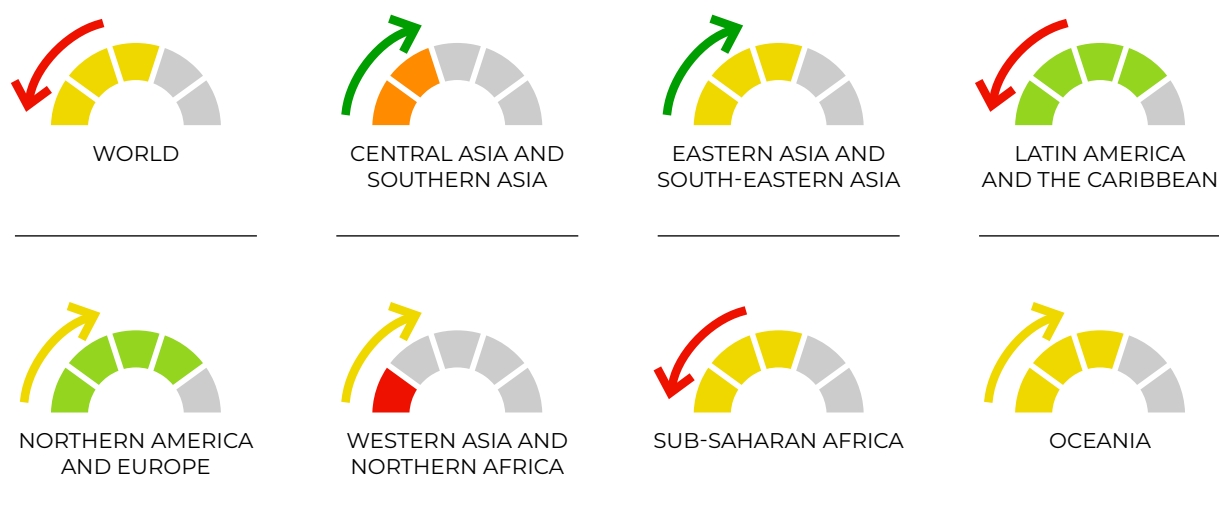 WORLD
CENTRAL ASIA AND
SOUTHERN ASIA
EASTERN ASIA AND
SOUTH-EASTERN ASIA
LATIN AMERICA
AND THE CARIBBEAN
NORTHERN AMERICA
AND EUROPE
WESTERN ASIA AND
NORTHERN AFRICA
SUB-SAHARAN AFRICA
OCEANIA